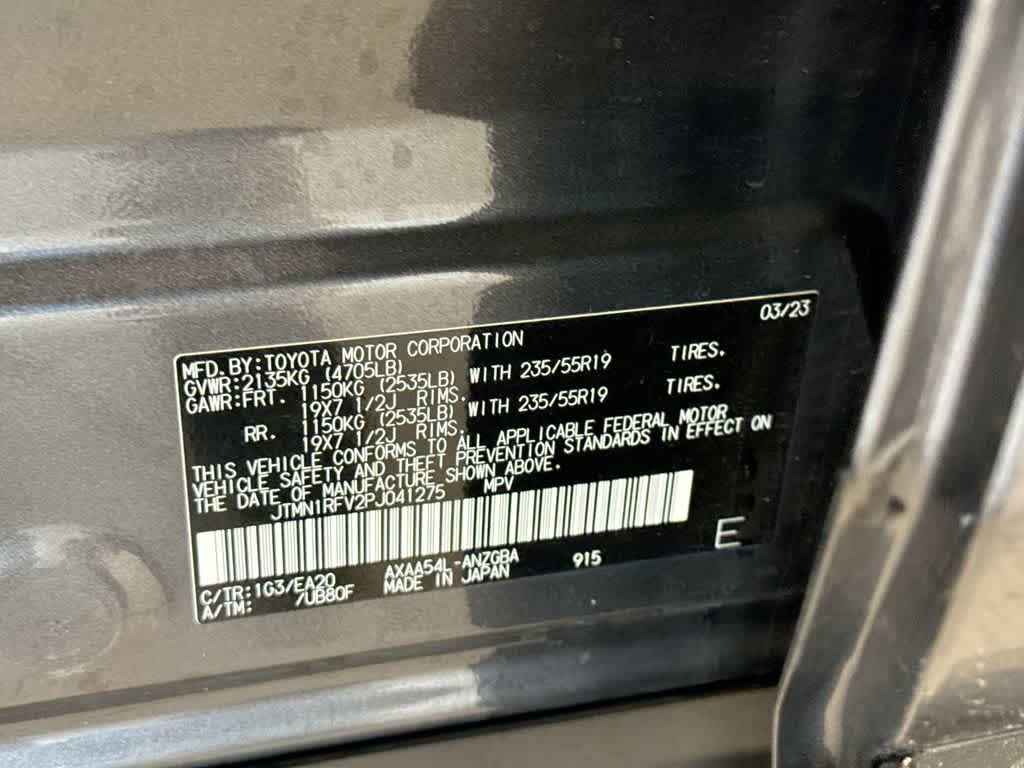 03/23
MFD. BY: TOYOTA MOTOR CORPORATION
GVWR: 2135KG (4705LB)
GAWR: FRT. 1150KG (2535LB) WITH 235/55R19 TIRES.
19X7 1/2J RIMS.
RR. 1150KG (2535LB) WITH 235/55R19 TIRES.
19X7 1/2J RIMS.
THIS VEHICLE CONFORMS TO ALL APPLICABLE FEDERAL MOTOR
VEHICLE SAFETY AND THEFT PREVENTION STANDARDS IN EFFECT ON
THE DATE OF MANUFACTURE SHOWN ABOVE.
JTMN1RFV2PJ041275 MPV
E
C/TR: 1G3/EA20 AXAA54L-ANZGBA 915
A/TM: 7UB80F MADE IN JAPAN